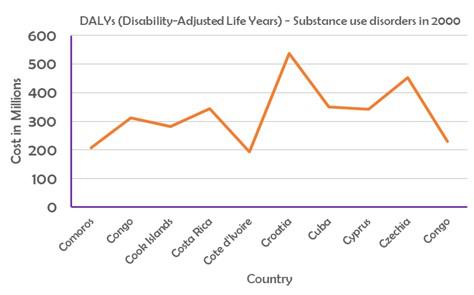 DALYs (Disability-Adjusted Life Years) - Substance use disorders in 2000
600
500
400
300
200
100
0
Cost in Millions
Comoros
Congo
Cook Islands
Costa Rica
Cote d'Ivoire
Croatia
Cuba
Cyprus
Czechia
Congo
Country